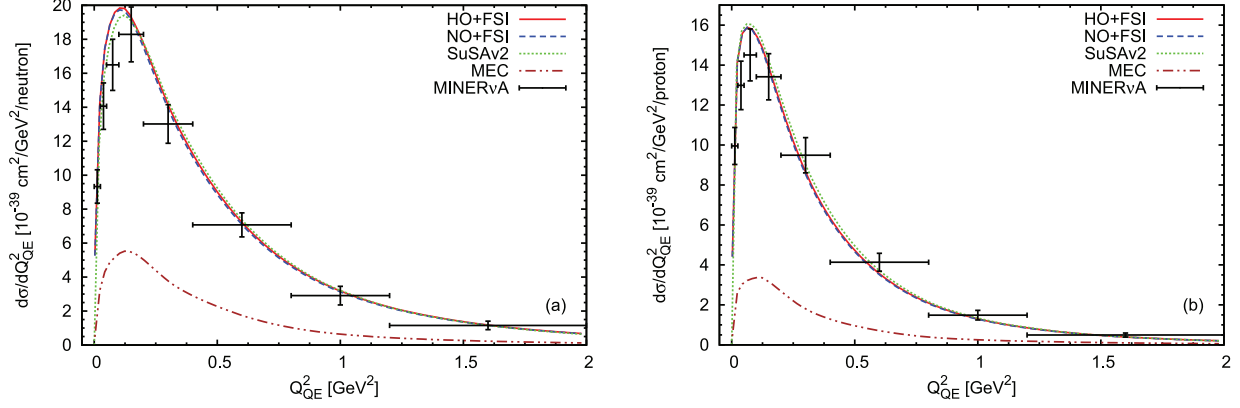 dσ/dQ²QE [10⁻³⁹ cm²/GeV²/neutron]
20
18
16
14
12
10
8
6
4
2
0
HO+FSI
NO+FSI
SuSAv2
MEC
MINERνA
(a)
0 0.5 1 1.5 2
Q²QE [GeV²]
dσ/dQ²QE [10⁻³⁹ cm²/GeV²/proton]
16
14
12
10
8
6
4
2
0
HO+FSI
NO+FSI
SuSAv2
MEC
MINERνA
(b)
0 0.5 1 1.5 2
Q²QE [GeV²]